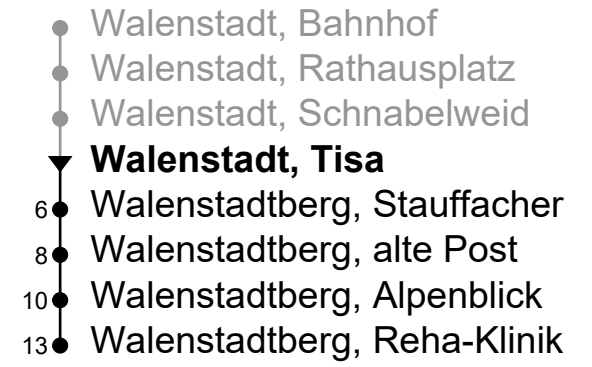 Walenstadt, Bahnhof
Walenstadt, Rathausplatz
Walenstadt, Schnabelweid
Walenstadt, Tisa
6 Walenstadtberg, Stauffacher
8 Walenstadtberg, alte Post
10 Walenstadtberg, Alpenblick
13 Walenstadtberg, Reha-Klinik